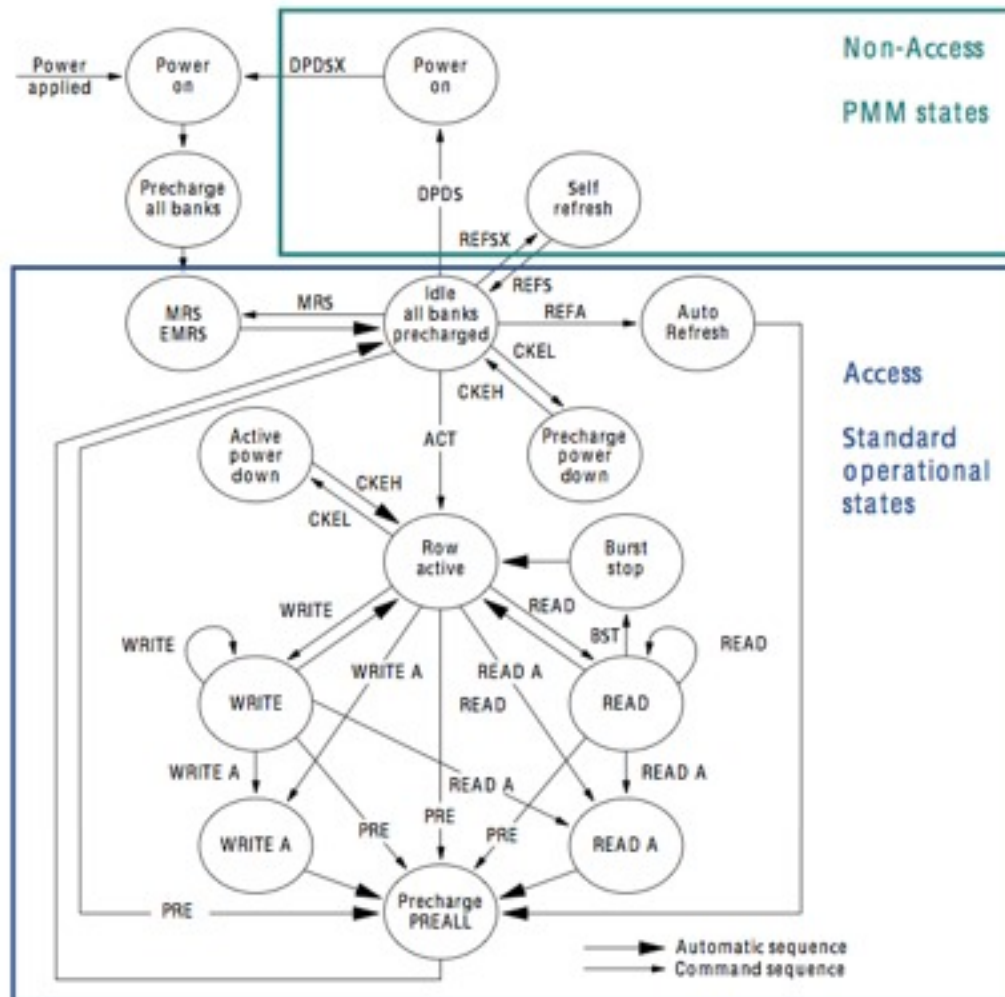 Power
applied
Power
on
DPDSX
Power
on
Non-Access
PMM states
Precharge
all banks
DPDS
Self
refresh
REFSX
REFS
MRS
EMRS
MRS
Idle
all banks
precharged
REFA
Auto
Refresh
CKEL
CKEH
Access
Standard
operational
states
Active
power
down
ACT
Precharge
power
down
CKEH
CKEL
Row
active
Burst
stop
WRITE
READ
WRITE
BST
READ
WRITE A
READ A
WRITE
READ
READ
WRITE A
READ A
READ A
WRITE A
PRE
PRE
PRE
READ A
Precharge
PREALL
PRE
Automatic sequence
Command sequence